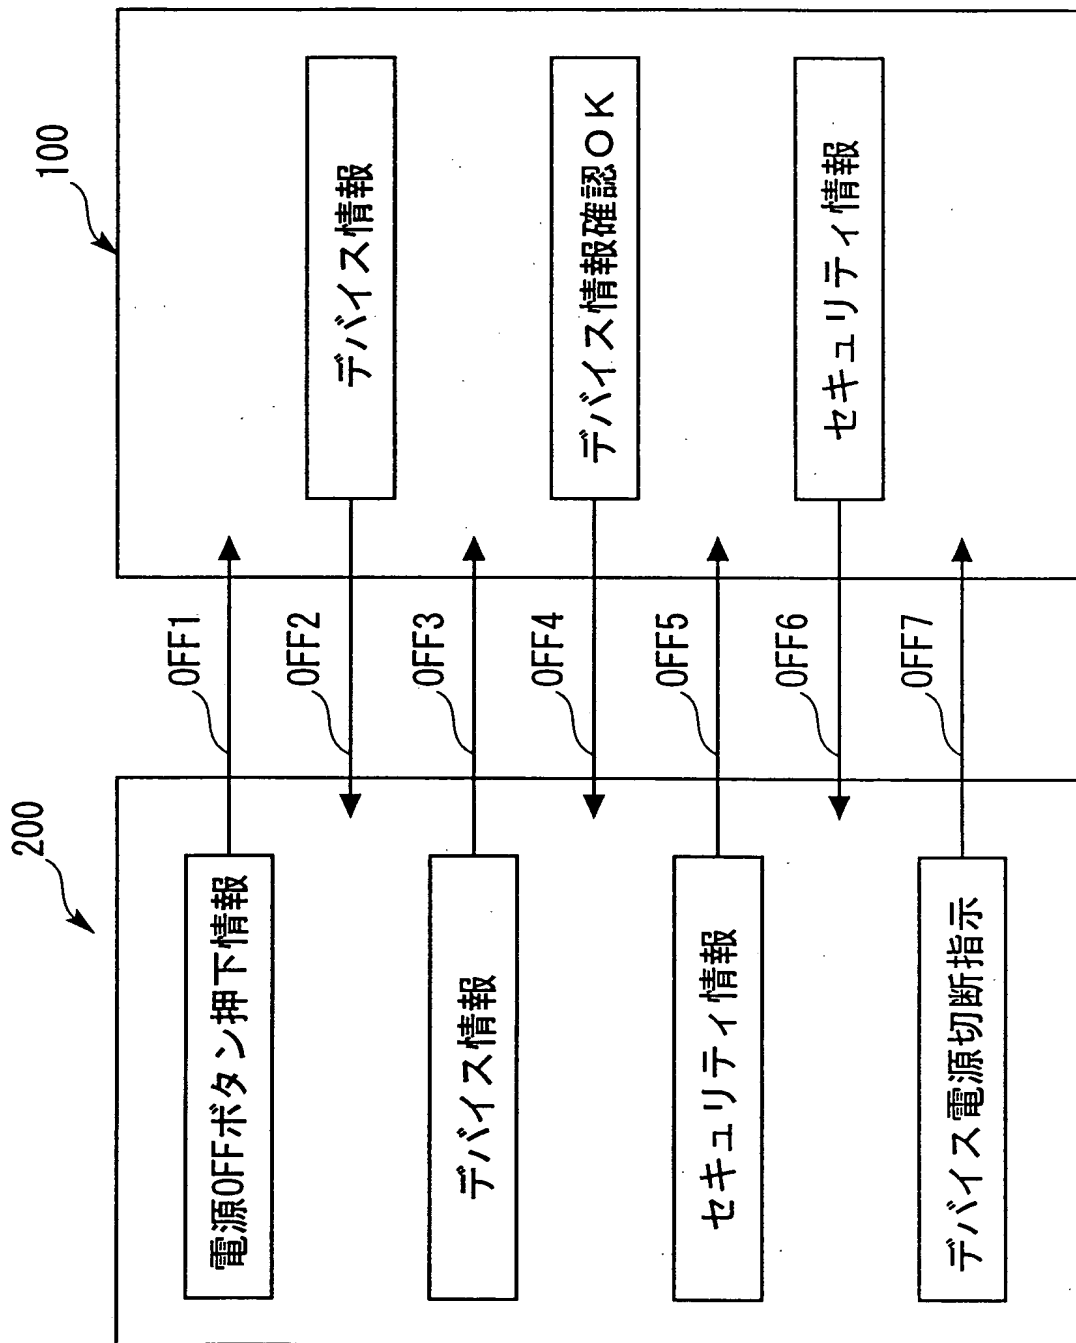 200
100
電源OFFボタン押下情報
OFF1
OFF2
デバイス情報
デバイス情報
OFF3
OFF4
デバイス情報確認OK
セキュリティ情報
OFF5
OFF6
セキュリティ情報
デバイス電源切断指示
OFF7